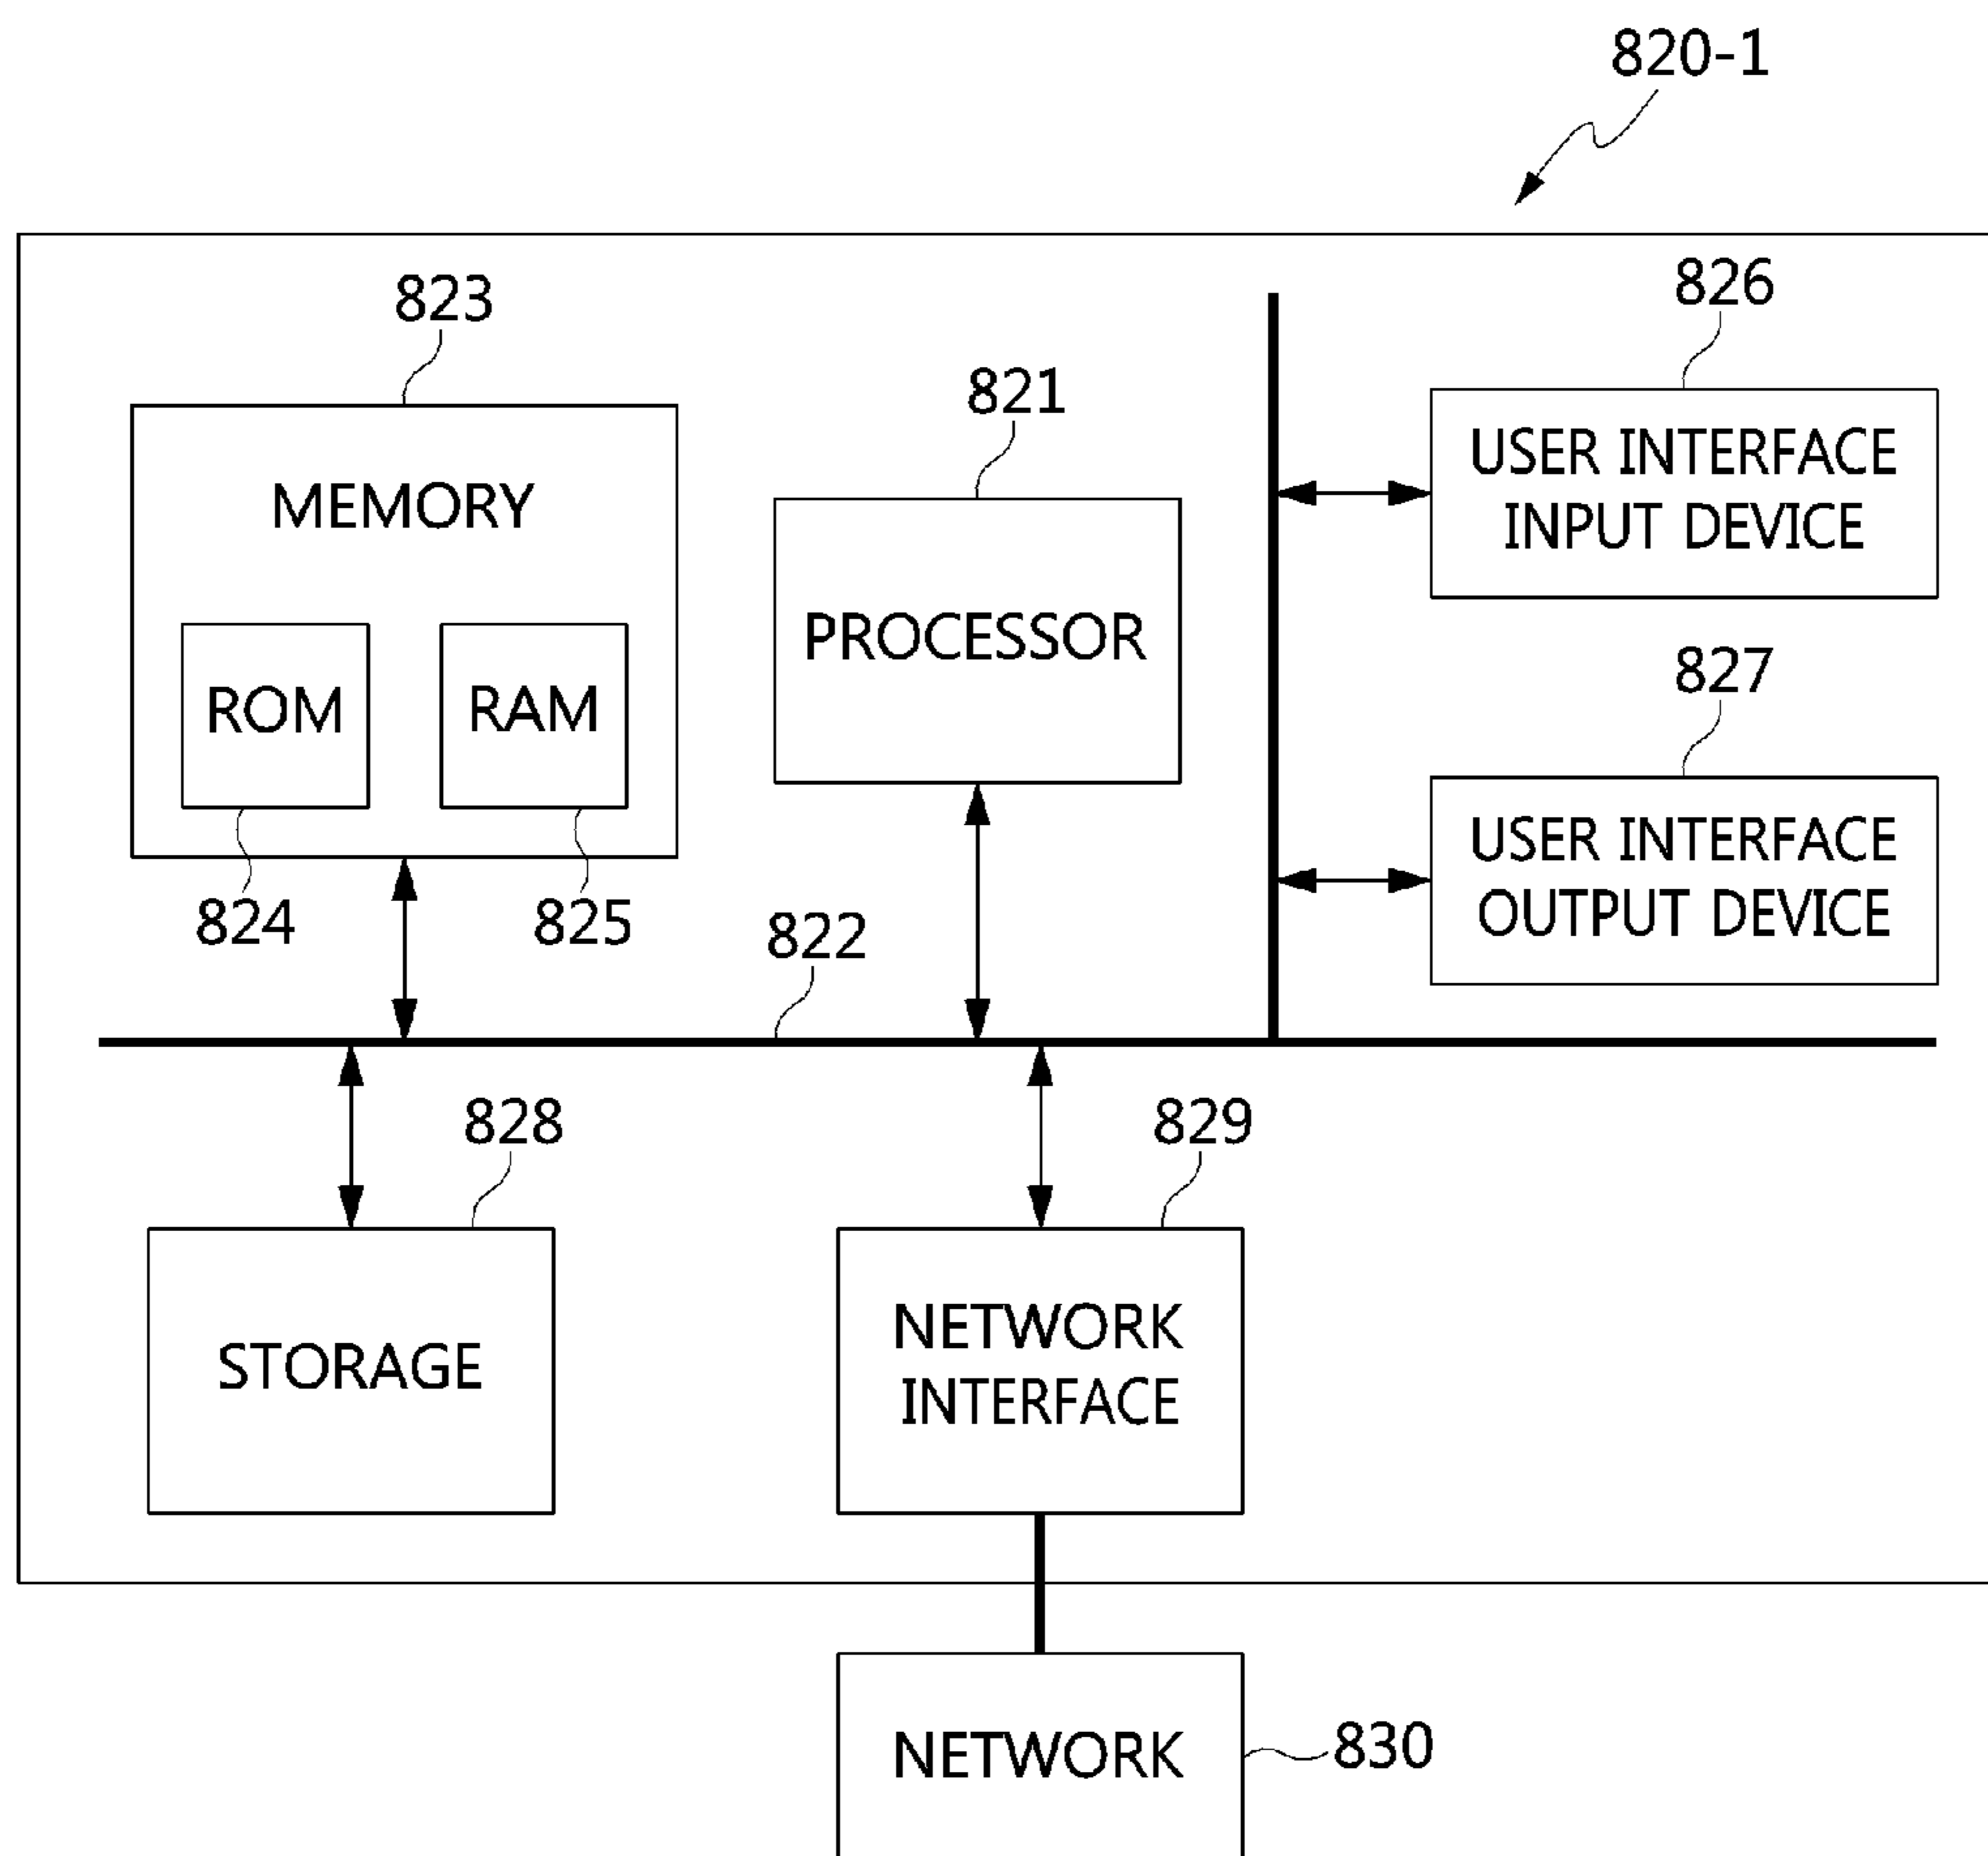 820-1
823
826
821
MEMORY
USER INTERFACE
INPUT DEVICE
PROCESSOR
ROM
RAM
827
USER INTERFACE
OUTPUT DEVICE
824
825
822
828
829
STORAGE
NETWORK
INTERFACE
NETWORK
830